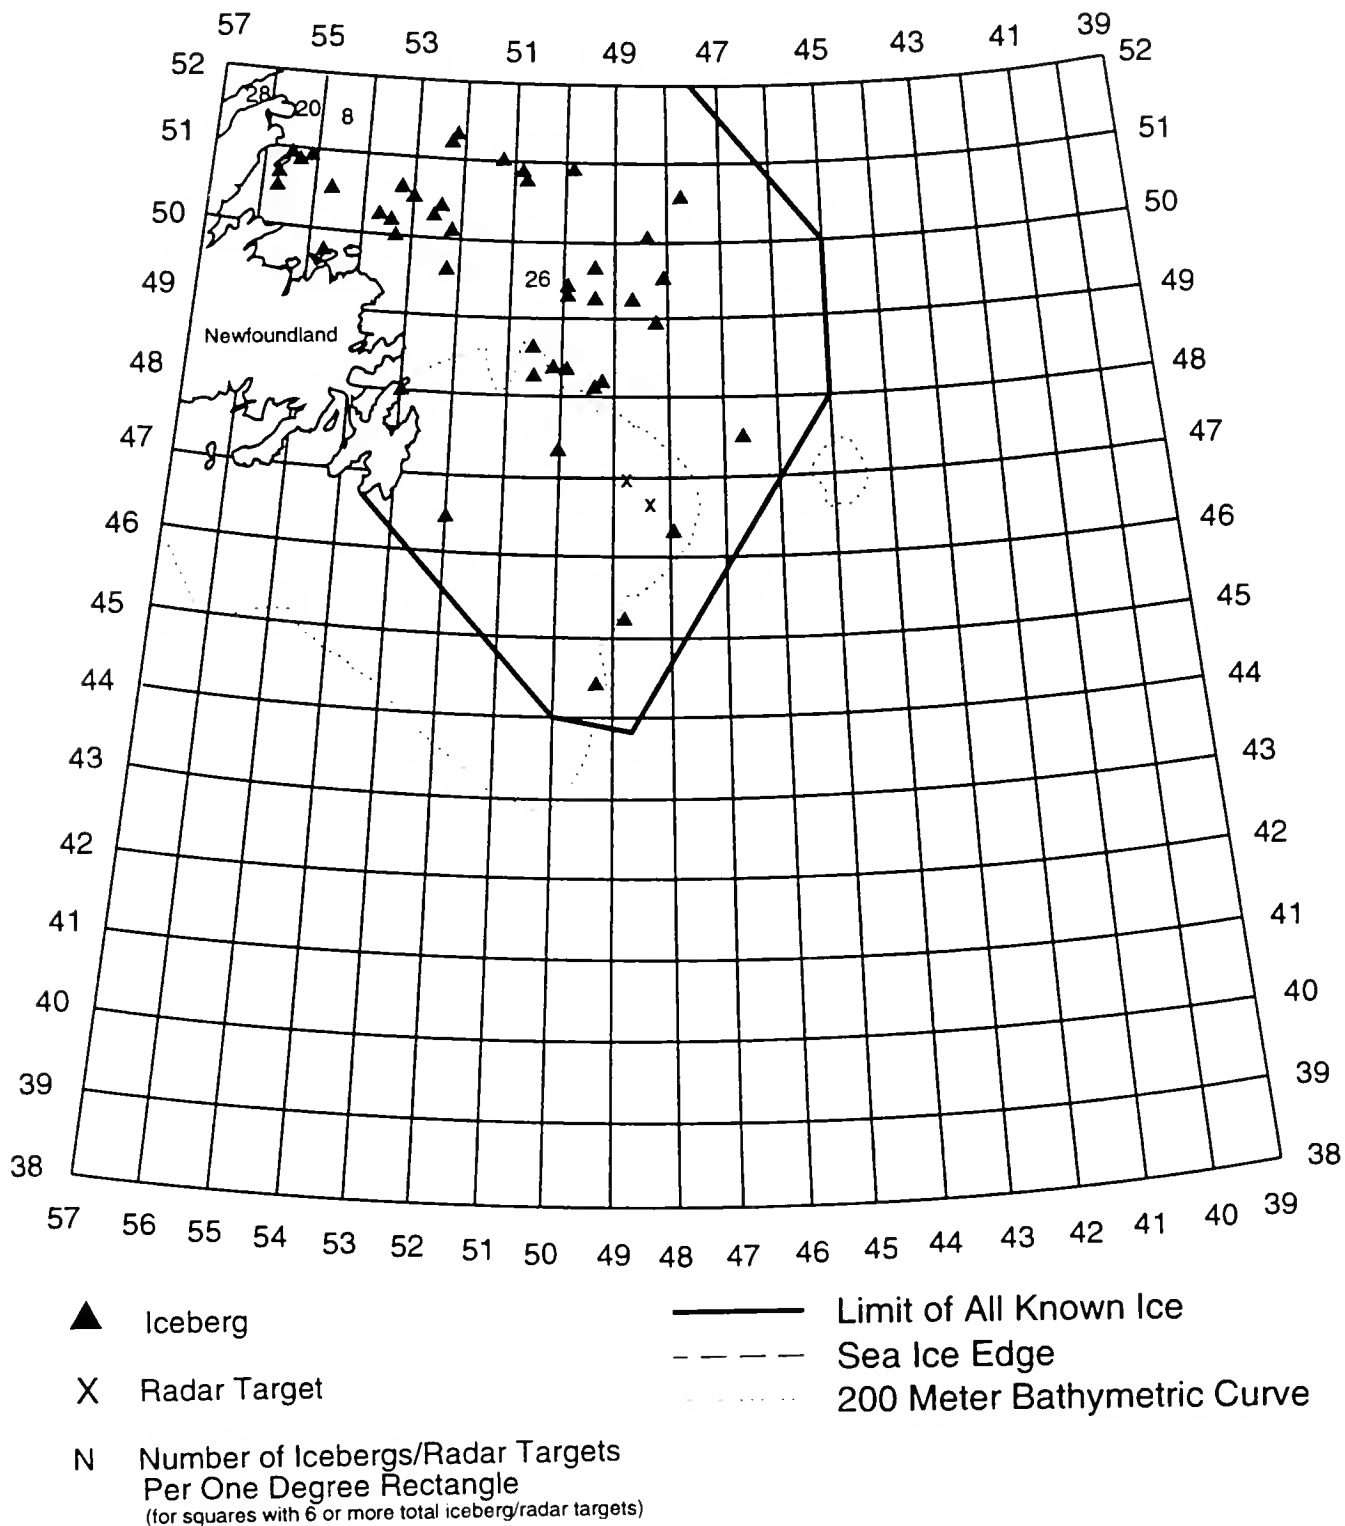 57 55 53 51 49 47 45 43 41 39
52 52
28 20 8
51 51
50 50
49 26 49
Newfoundland
48 48
47 47
X
X
46 46
45 45
44 44
43 43
42 42
41 41
40 40
39 39
38 38
57 56 55 54 53 52 51 50 49 48 47 46 45 44 43 42 41 40 39
Iceberg
X Radar Target
N Number of Icebergs/Radar Targets
Per One Degree Rectangle
(for squares with 6 or more total iceberg/radar targets)
Limit of All Known Ice
Sea Ice Edge
200 Meter Bathymetric Curve